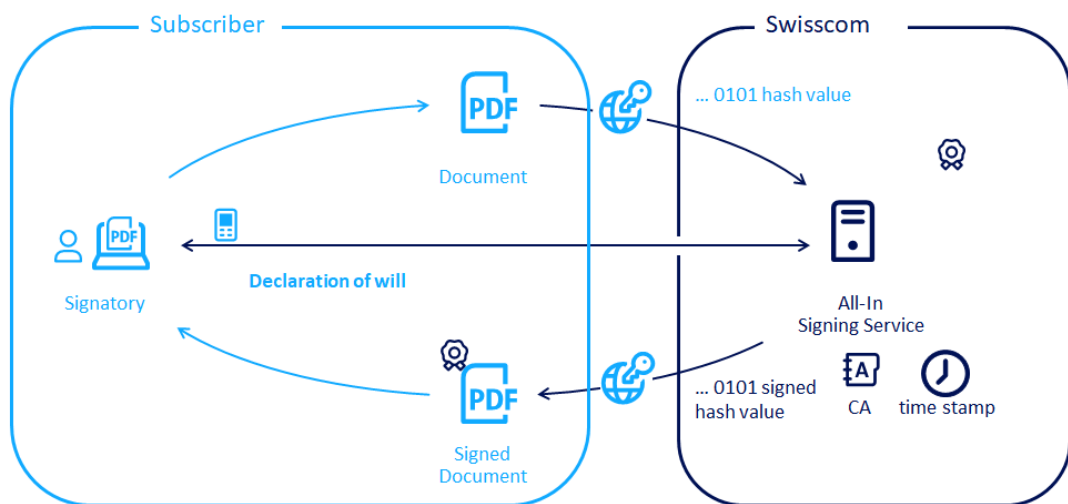 Subscriber
Swisscom
PDF
... 0101 hash value
Document
PDF
Signatory
Declaration of will
All-In
Signing Service
PDF
Signed
Document
... 0101 signed
hash value
A
CA
time stamp